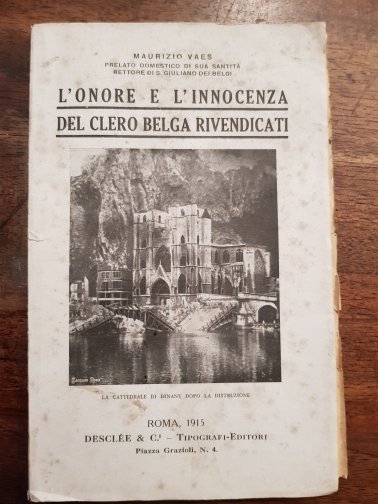 MAURIZIO VAES
PRELATO DOMESTICO DI SUA SANTITÀ
RETTORE DI S. GIULIANO DEI BELGI
L'ONORE E L'INNOCENZA
DEL CLERO BELGA RIVENDICATI
LA CATTEDRALE DI DINANT DOPO LA DISTRUZIONE
ROMA, 1915
DESCLÉE & C.i - TIPOGRAFI-EDITORI
Piazza Grazioli, N. 4.